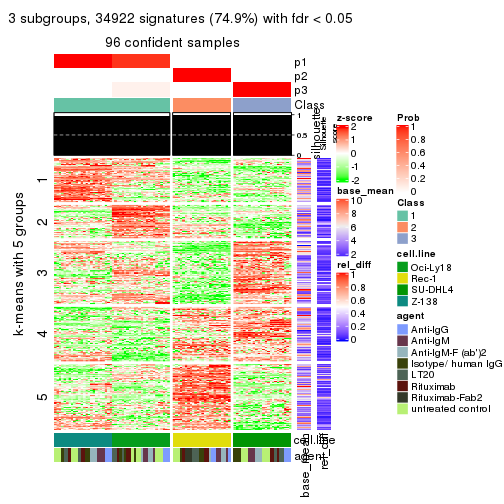 3 subgroups, 34922 signatures (74.9%) with fdr < 0.05
96 confident samples
p1
p2
p3
Class
1
0.5
0
silhouette
Silhouette
score
k-means with 5 groups
1
2
3
4
5
cell.line
agent
base_mean
rel_diff
z-score
2
1
0
-1
-2
base_mean
10
8
6
4
2
rel_diff
1
0.8
0.6
0.4
0.2
0
Prob
1
0.8
0.6
0.4
0.2
0
Class
1
2
3
cell.line
Oci-Ly18
Rec-1
SU-DHL4
Z-138
agent
Anti-IgG
Anti-IgM
Anti-IgM-F (ab')2
Isotype/ human IgG
LT20
Rituximab
Rituximab-Fab2
untreated control